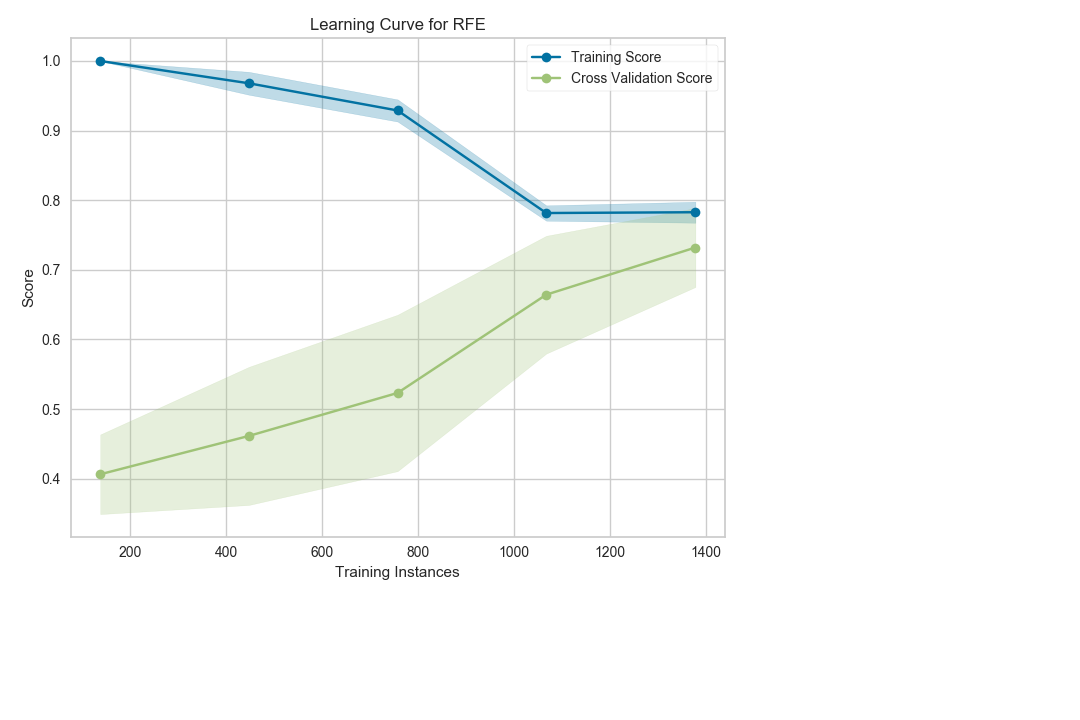 Learning Curve for RFE
Training Score
Cross Validation Score
1.0
0.9
0.8
0.7
0.6
0.5
0.4
Score
200 400 600 800 1000 1200 1400
Training Instances